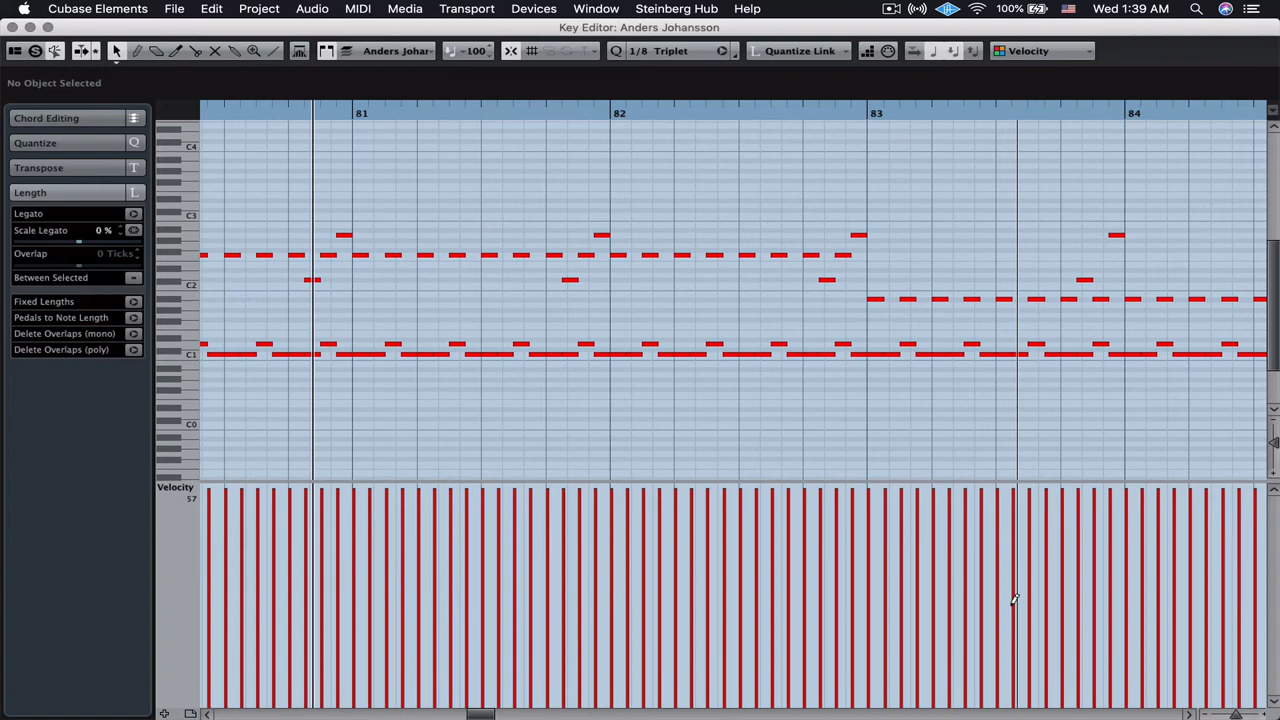 Cubase Elements File Edit Project Audio MIDI Media Transport Devices Window Steinberg Hub Help 100% Wed 1:39 AM
Key Editor: Anders Johansson
S Anders Johar 100 Q 1/8 Triplet Quantize Link Velocity
No Object Selected
81 82 83 84
Chord Editing
Quantize Q
Transpose T
Length L
Legato
Scale Legato 0 %
Overlap 0 Ticks
Between Selected
Fixed Lengths
Pedals to Note Length
Delete Overlaps (mono)
Delete Overlaps (poly)
C4
C3
C2
C1
C0
Velocity
57